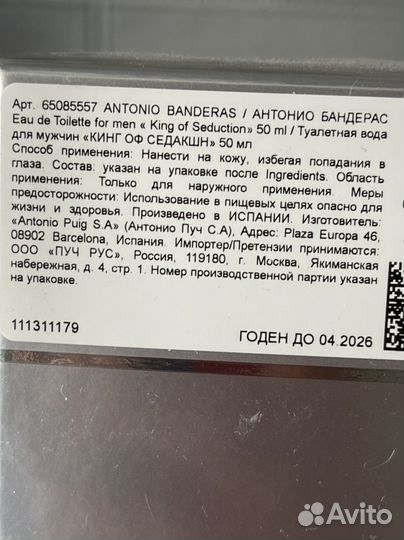 Арт. 65085557 ANTONIO BANDERAS / АНТОНИО БАНДЕРАС
Eau de Toilette for men « King of Seduction» 50 ml / Туалетная вода
для мужчин «КИНГ ОФ СЕДАКШН» 50 мл
Способ применения: Нанести на кожу, избегая попадания в
глаза. Состав: указан на упаковке после Ingredients. Область
применения: Только для наружного применения. Меры
предосторожности: Использование в пищевых целях опасно для
жизни и здоровья. Произведено в ИСПАНИИ. Изготовитель:
«Antonio Puig S.A» (Антонио Пуч С.А), Адрес: Plaza Europa 46,
08902 Barcelona, Испания. Импортер/Претензии принимаются:
ООО «ПУЧ РУС», Россия, 119180, г. Москва, Якиманская
набережная, д. 4, стр. 1. Номер производственной партии указан
на упаковке.
111311179
ГОДЕН ДО 04.2026
Avito